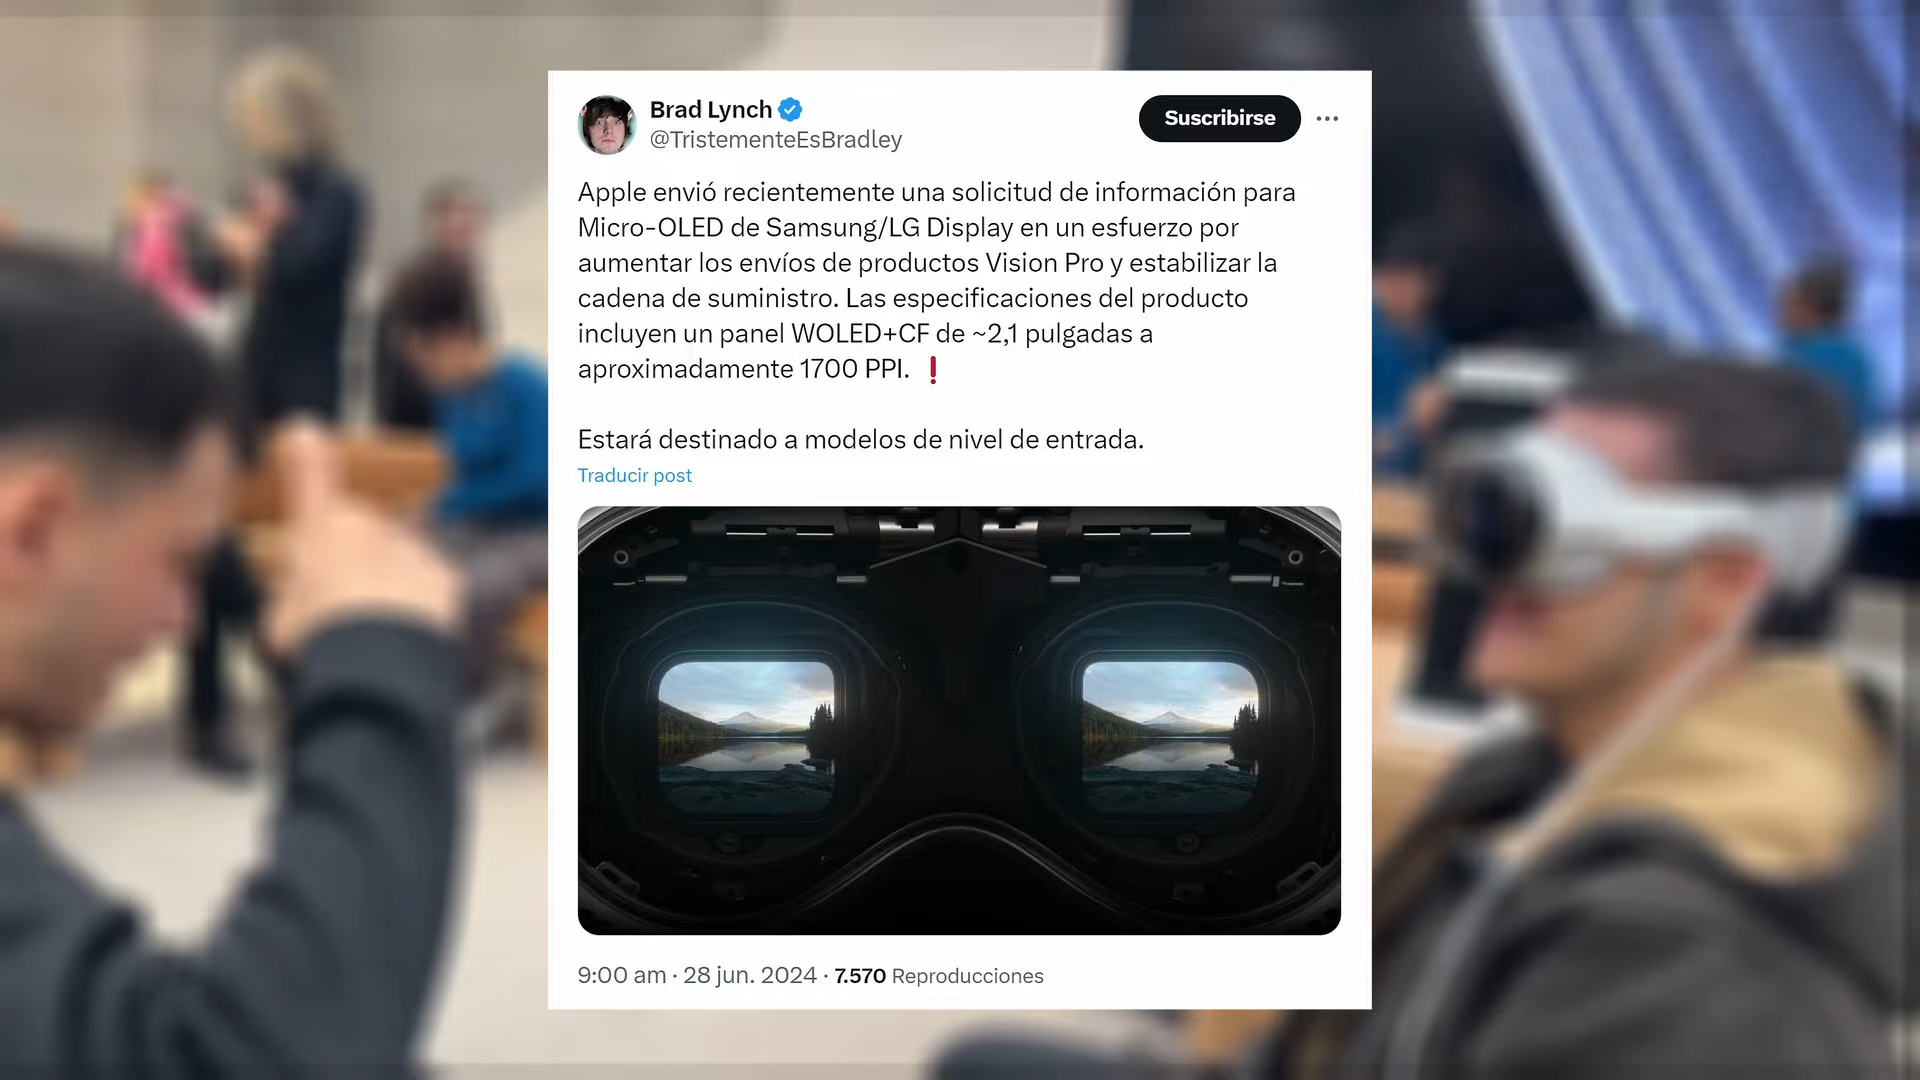 Brad Lynch
@TristementeEsBradley
Suscribirse
Apple envió recientemente una solicitud de información para
Micro-OLED de Samsung/LG Display en un esfuerzo por
aumentar los envíos de productos Vision Pro y estabilizar la
cadena de suministro. Las especificaciones del producto
incluyen un panel WOLED+CF de ~2,1 pulgadas a
aproximadamente 1700 PPI. ❗
Estará destinado a modelos de nivel de entrada.
Traducir post
9:00 am · 28 jun. 2024 · 7.570 Reproducciones